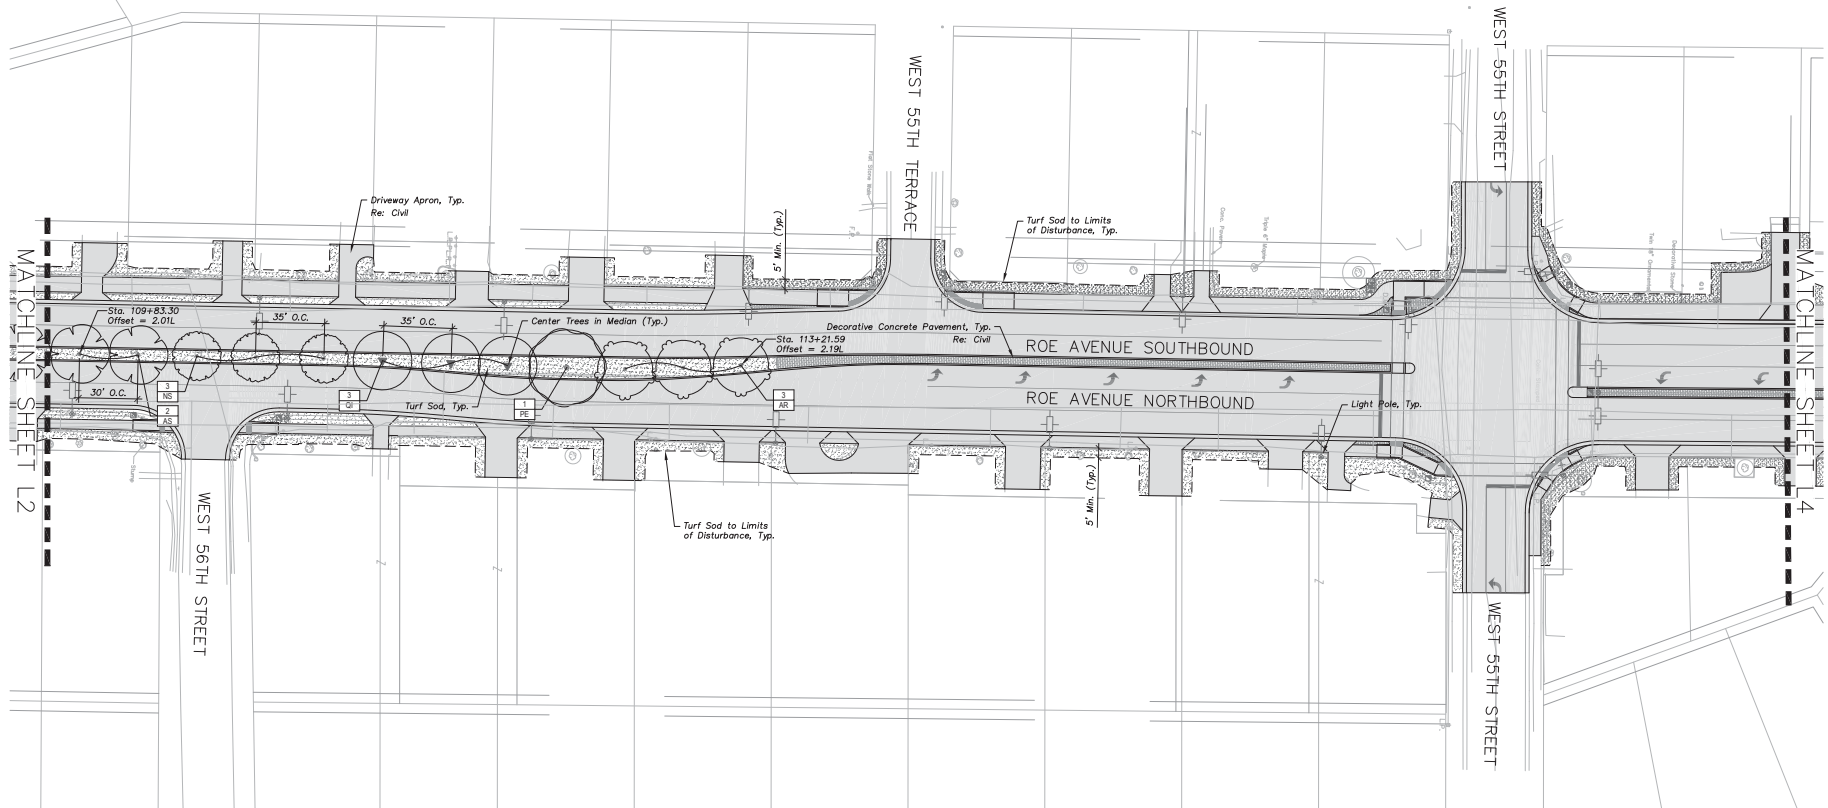 WEST 55TH STREET
WEST 55TH TERRACE
Flat Stone Walk
Driveway Apron, Typ.
Re: Civil
5' Min. (Typ.)
Turf Sod to Limits
of Disturbance, Typ.
MATCHLINE SHEET L2
MATCHLINE SHEET L4
Sta. 109+83.30
Offset = 2.01L
35' O.C.
35' O.C.
Center Trees in Median (Typ.)
Decorative Concrete Pavement, Typ.
Re: Civil
Sta. 113+21.59
Offset = 2.19L
ROE AVENUE SOUTHBOUND
ROE AVENUE NORTHBOUND
30' O.C.
3
NS
2
AS
3
QI
Turf Sod, Typ.
1
PE
3
AR
Light Pole, Typ.
Stump
5' Min. (Typ.)
Turf Sod to Limits
of Disturbance, Typ.
WEST 56TH STREET
WEST 55TH STREET